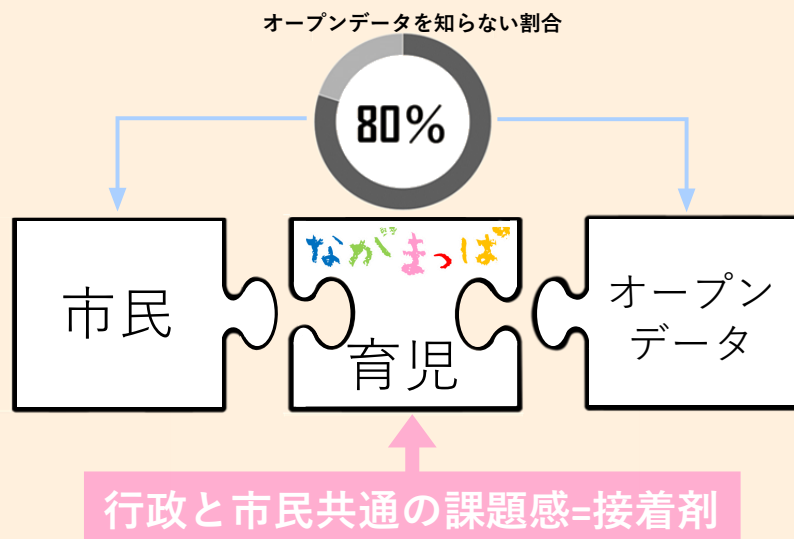 オープンデータを知らない割合
80%
ながまっぱ
市民
育児
オープン
データ
行政と市民共通の課題感=接着剤